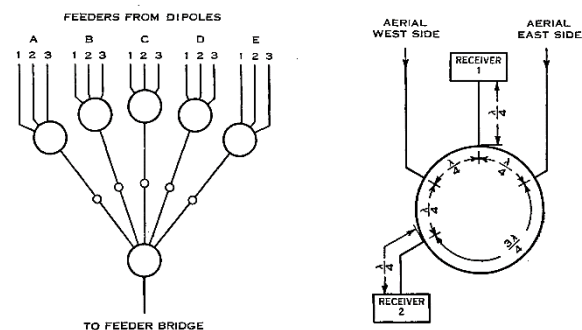 FEEDERS FROM DIPOLES
A B C D E
1 2 3 1 2 3 1 2 3 1 2 3 1 2 3
TO FEEDER BRIDGE
AERIAL
WEST SIDE
AERIAL
EAST SIDE
RECEIVER
1
λ/4
λ/4
λ/4
λ/4
3λ/4
λ/4
RECEIVER
2